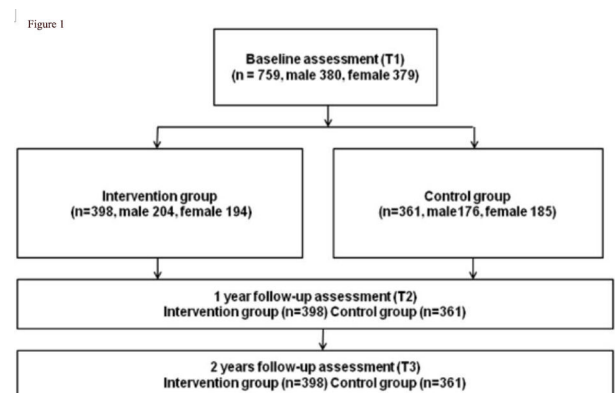 Figure 1
Baseline assessment (T1)
(n = 759, male 380, female 379)
Intervention group
(n=398, male 204, female 194)
Control group
(n=361, male176, female 185)
1 year follow-up assessment (T2)
Intervention group (n=398) Control group (n=361)
2 years follow-up assessment (T3)
Intervention group (n=398) Control group (n=361)